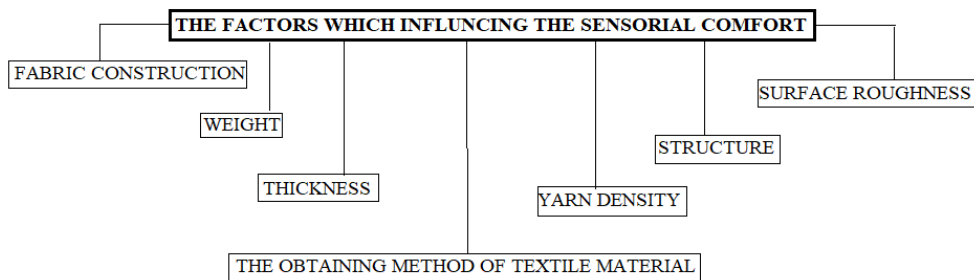 THE FACTORS WHICH INFLUNCING THE SENSORIAL COMFORT
FABRIC CONSTRUCTION
SURFACE ROUGHNESS
WEIGHT
STRUCTURE
THICKNESS
YARN DENSITY
THE OBTAINING METHOD OF TEXTILE MATERIAL